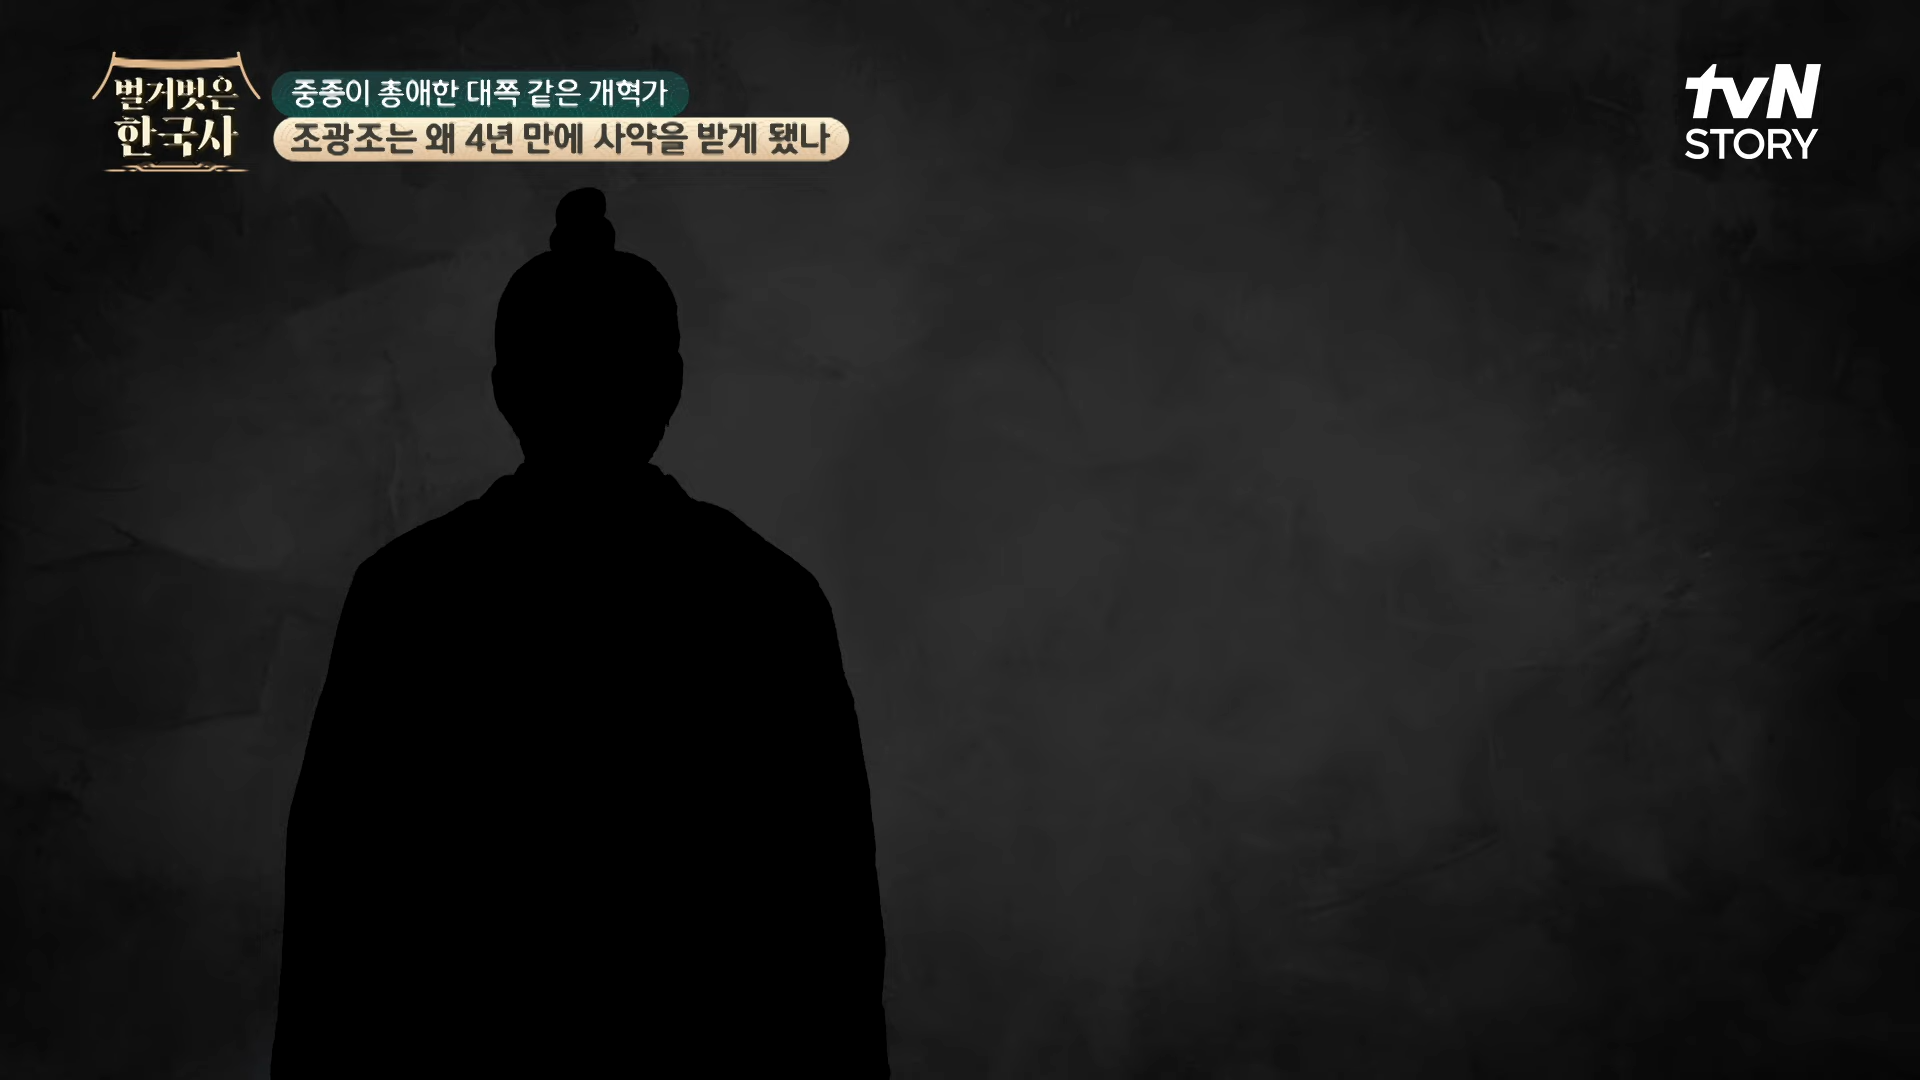 벌거벗은
한국사
중종이 총애한 대쪽 같은 개혁가
조광조는 왜 4년 만에 사약을 받게 됐나
tvN
STORY